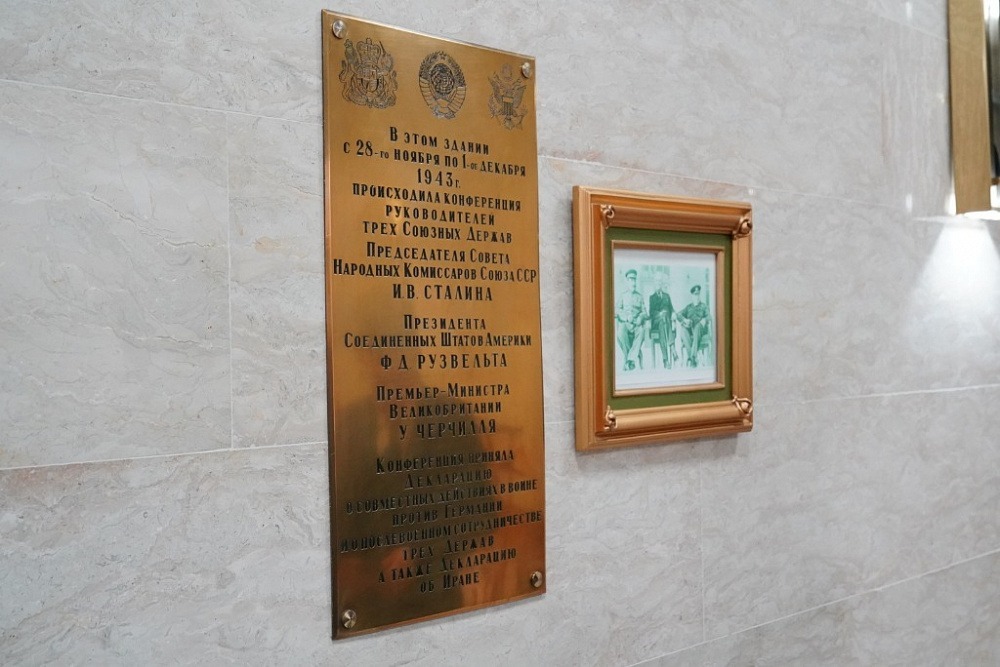 В этом здании
с 28-го ноября по 1-ое декабря
1943г.
происходила конференция
руководителей
трех Союзных Держав
Председателя Совета
Народных Комиссаров Союза ССР
И.В. СТАЛИНА
Президента
Соединенных Штатов Америки
Ф Д РУЗВЕЛЬТА
Премьер-Министра
Великобритании
У ЧЕРЧИЛЛЯ
Конференция приняла
Декларацию
о совместных действиях в войне
против Германии
и о послевоенном сотрудничестве
трех Держав
а также Декларацию
об Иране